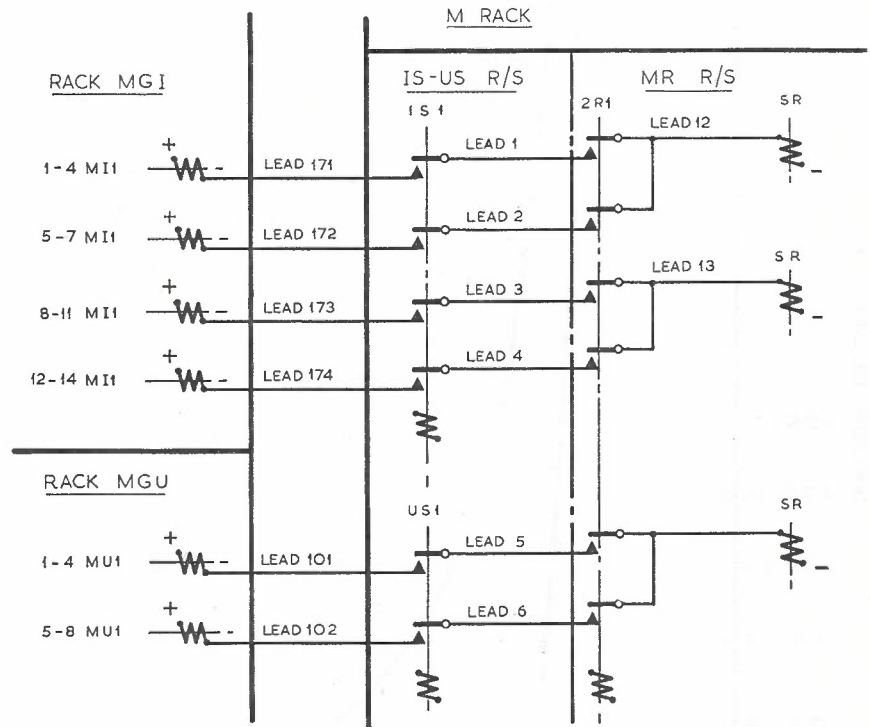 M RACK
RACK MGI
IS-US R/S
MR R/S
1S1
2R1
SR
LEAD 12
LEAD 1
1-4 MI1
+
-
LEAD 171
-
LEAD 2
5-7 MI1
+
-
LEAD 172
SR
LEAD 13
LEAD 3
8-11 MI1
+
-
LEAD 173
-
LEAD 4
12-14 MI1
+
-
LEAD 174
RACK MGU
US1
SR
LEAD 5
1-4 MU1
+
-
LEAD 101
-
LEAD 6
5-8 MU1
+
-
LEAD 102